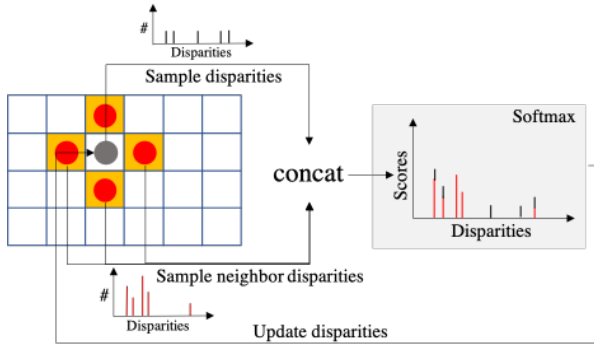 #
Disparities
Sample disparities
Softmax
Scores
concat
Disparities
Sample neighbor disparities
#
Disparities
Update disparities